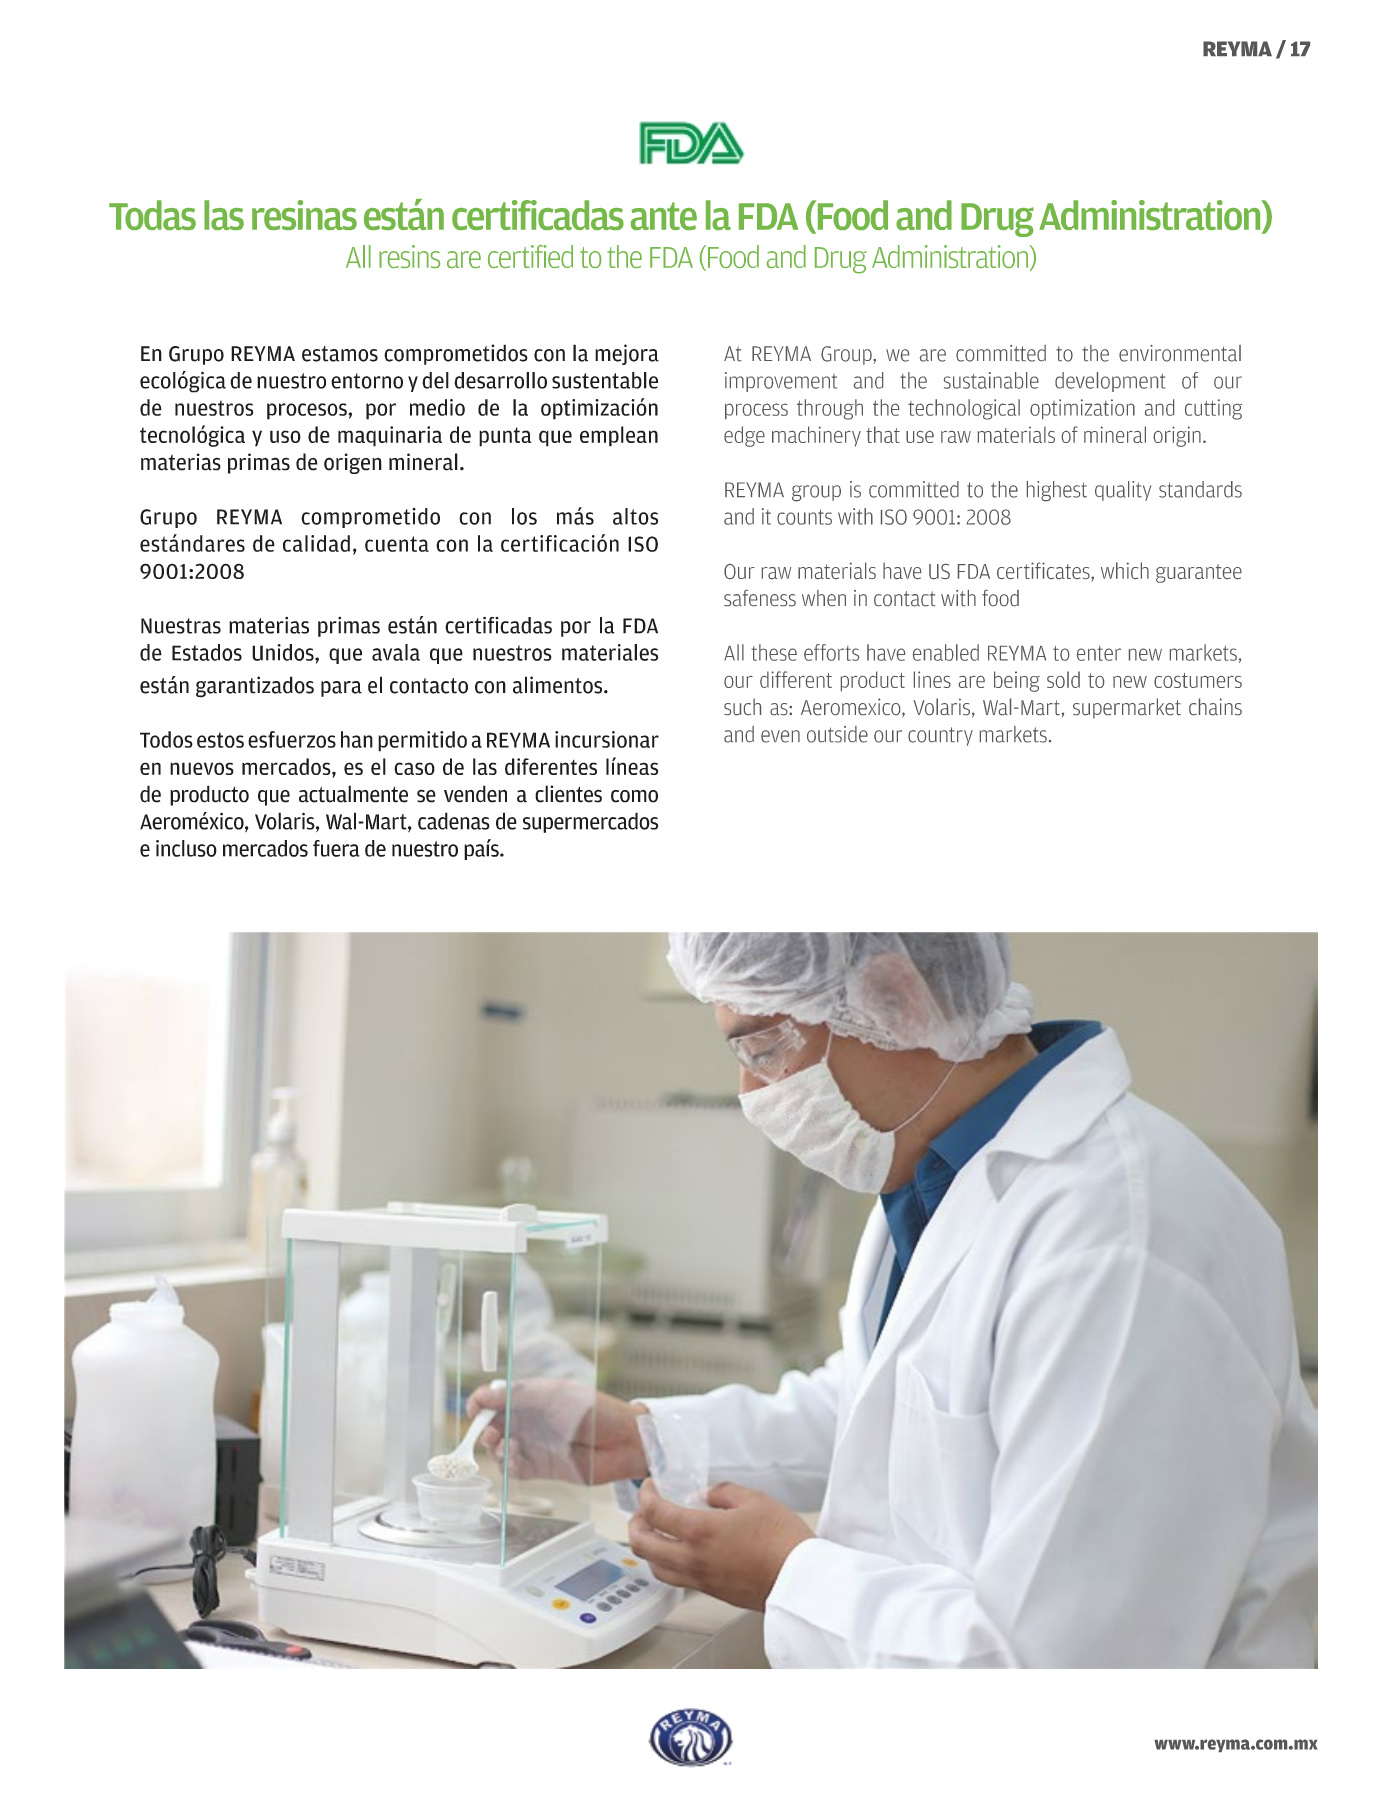 REYMA / 17
FDA
Todas las resinas están certificadas ante la FDA (Food and Drug Administration)
All resins are certified to the FDA (Food and Drug Administration)
En Grupo REYMA estamos comprometidos con la mejora
ecológica de nuestro entorno y del desarrollo sustentable
de nuestros procesos, por medio de la optimización
tecnológica y uso de maquinaria de punta que emplean
materias primas de origen mineral.
Grupo REYMA comprometido con los más altos
estándares de calidad, cuenta con la certificación ISO
9001:2008
Nuestras materias primas están certificadas por la FDA
de Estados Unidos, que avala que nuestros materiales
están garantizados para el contacto con alimentos.
Todos estos esfuerzos han permitido a REYMA incursionar
en nuevos mercados, es el caso de las diferentes líneas
de producto que actualmente se venden a clientes como
Aeroméxico, Volaris, Wal-Mart, cadenas de supermercados
e incluso mercados fuera de nuestro país.
At REYMA Group, we are committed to the environmental
improvement and the sustainable development of our
process through the technological optimization and cutting
edge machinery that use raw materials of mineral origin.
REYMA group is committed to the highest quality standards
and it counts with ISO 9001: 2008
Our raw materials have US FDA certificates, which guarantee
safeness when in contact with food
All these efforts have enabled REYMA to enter new markets,
our different product lines are being sold to new costumers
such as: Aeromexico, Volaris, Wal-Mart, supermarket chains
and even outside our country markets.
REYMA
www.reyma.com.mx